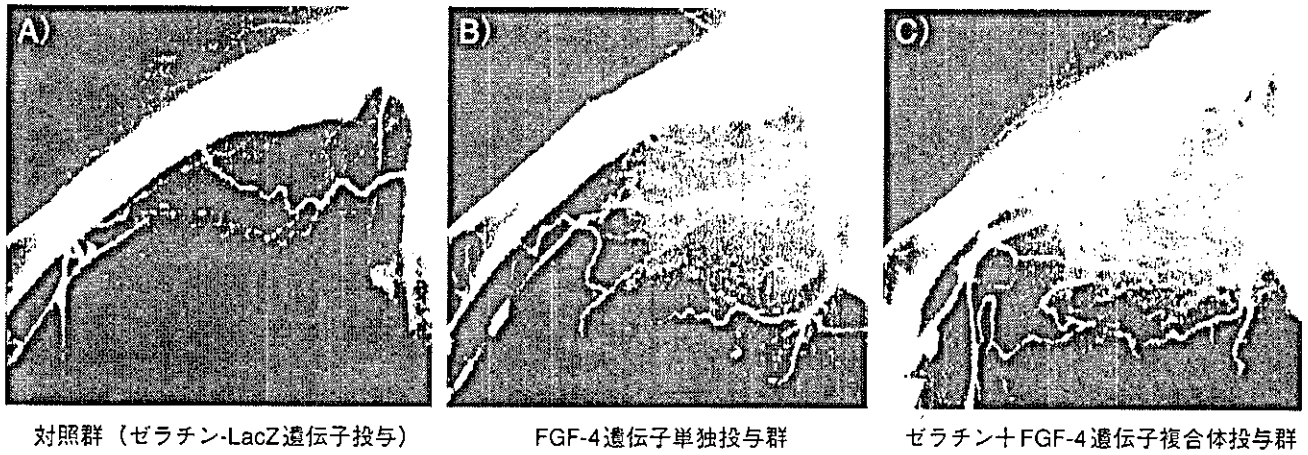 A)
B)
C)
対照群（ゼラチン-LacZ遺伝子投与）
FGF-4遺伝子単独投与群
ゼラチン＋FGF-4遺伝子複合体投与群